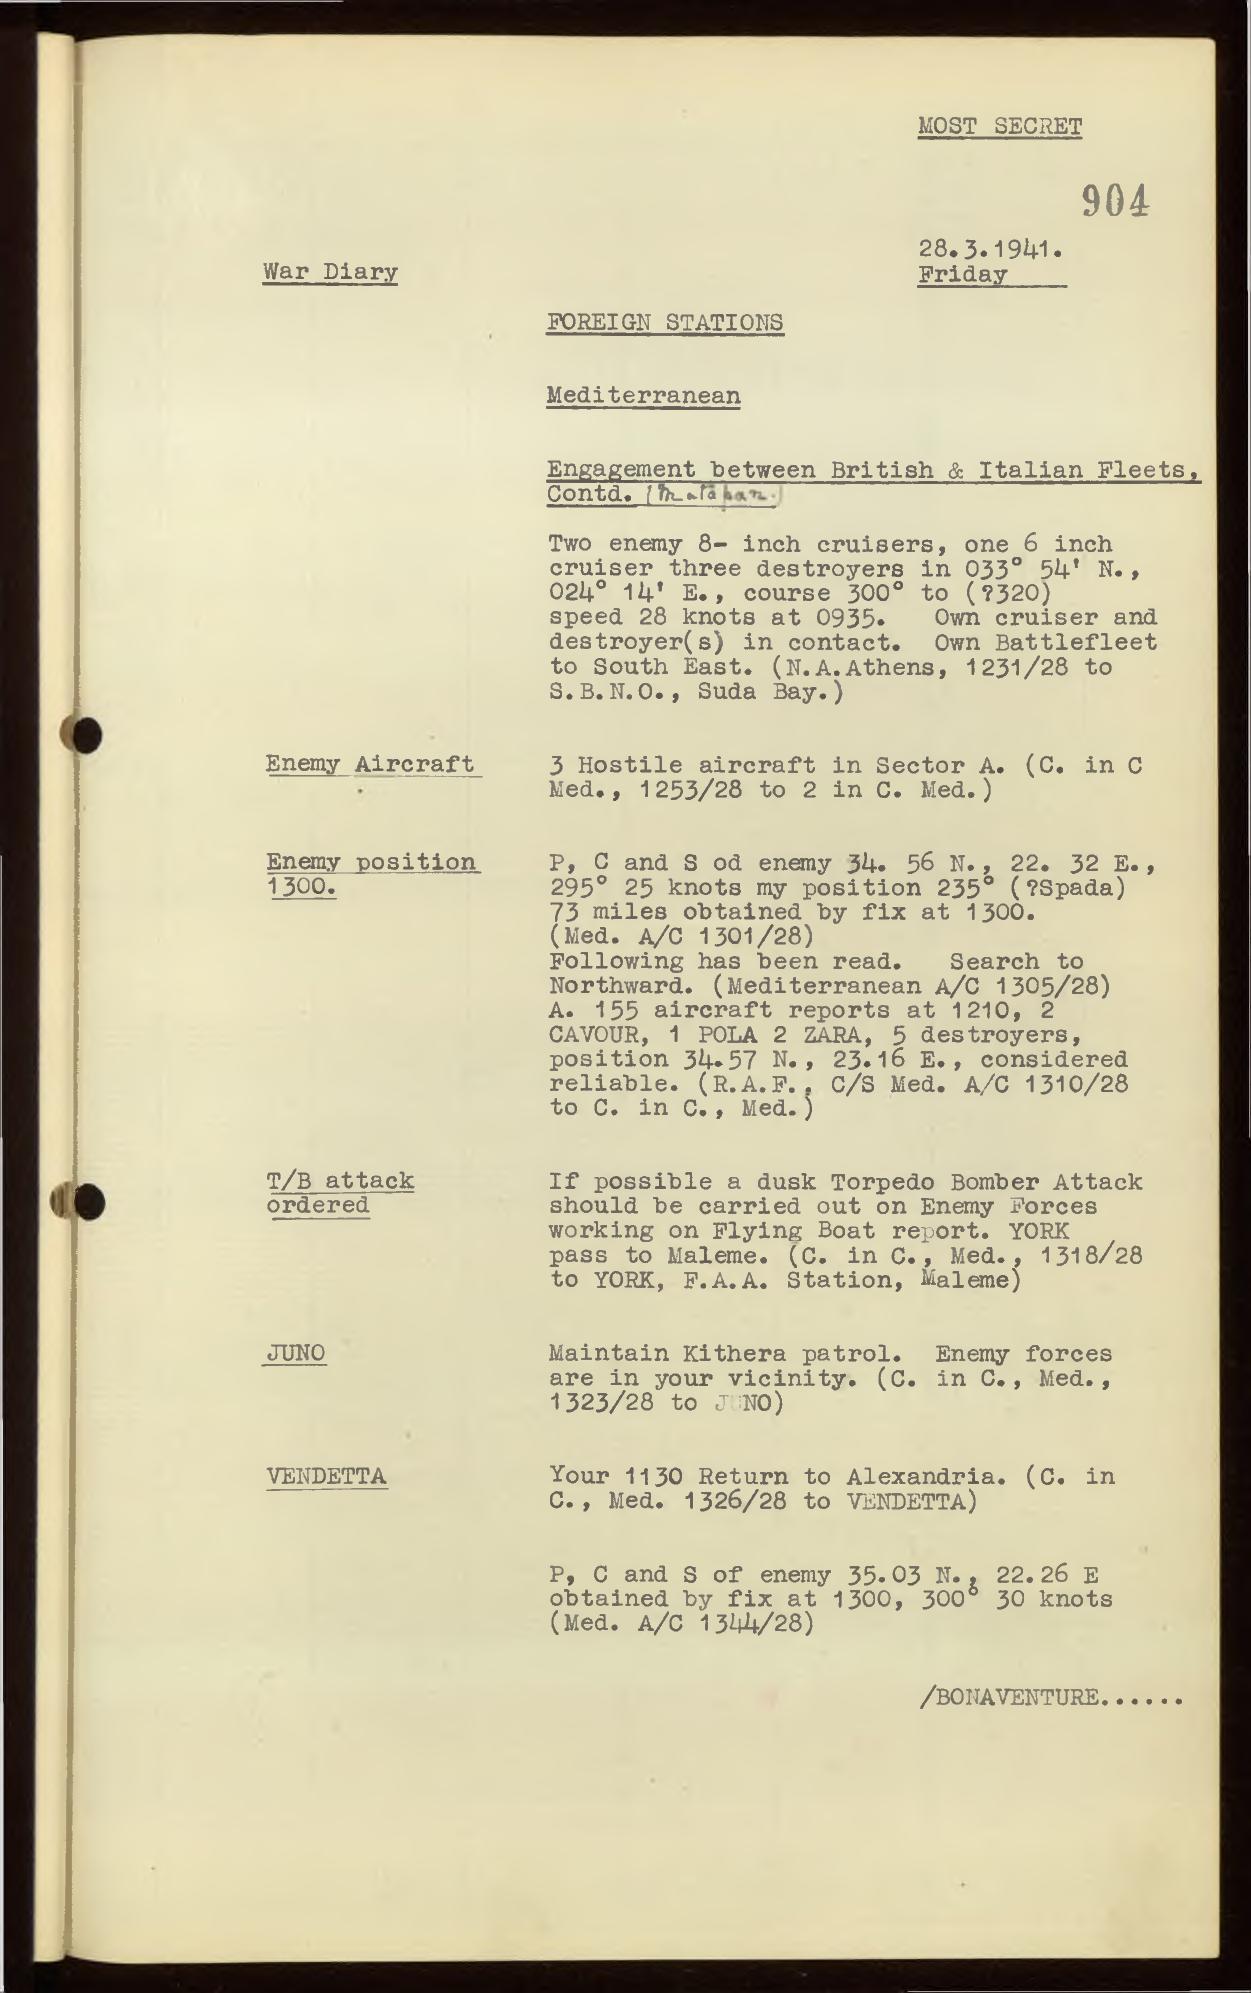 MOST SECRET
904
28.3.1941.
War Diary
Friday
FOREIGN STATIONS
Mediterranean
Engagement between British & Italian Fleets,
Contd. (Matapan.)
Two enemy 8- inch cruisers, one 6 inch
cruiser three destroyers in 033° 54' N.,
024° 14' E., course 300° to (?320)
speed 28 knots at 0935. Own cruiser and
destroyer(s) in contact. Own Battlefleet
to South East. (N.A.Athens, 1231/28 to
S.B.N.O., Suda Bay.)
Enemy Aircraft
3 Hostile aircraft in Sector A. (C. in C
Med., 1253/28 to 2 in C. Med.)
Enemy position
1300.
P, C and S od enemy 34. 56 N., 22. 32 E.,
295° 25 knots my position 235° (?Spada)
73 miles obtained by fix at 1300.
(Med. A/C 1301/28)
Following has been read. Search to
Northward. (Mediterranean A/C 1305/28)
A. 155 aircraft reports at 1210, 2
CAVOUR, 1 POLA 2 ZARA, 5 destroyers,
position 34.57 N., 23.16 E., considered
reliable. (R.A.F., C/S Med. A/C 1310/28
to C. in C., Med.)
T/B attack
ordered
If possible a dusk Torpedo Bomber Attack
should be carried out on Enemy Forces
working on Flying Boat report. YORK
pass to Maleme. (C. in C., Med., 1318/28
to YORK, F.A.A. Station, Maleme)
JUNO
Maintain Kithera patrol. Enemy forces
are in your vicinity. (C. in C., Med.,
1323/28 to JUNO)
VENDETTA
Your 1130 Return to Alexandria. (C. in
C., Med. 1326/28 to VENDETTA)
P, C and S of enemy 35.03 N., 22.26 E
obtained by fix at 1300, 300° 30 knots
(Med. A/C 1344/28)
/BONAVENTURE......